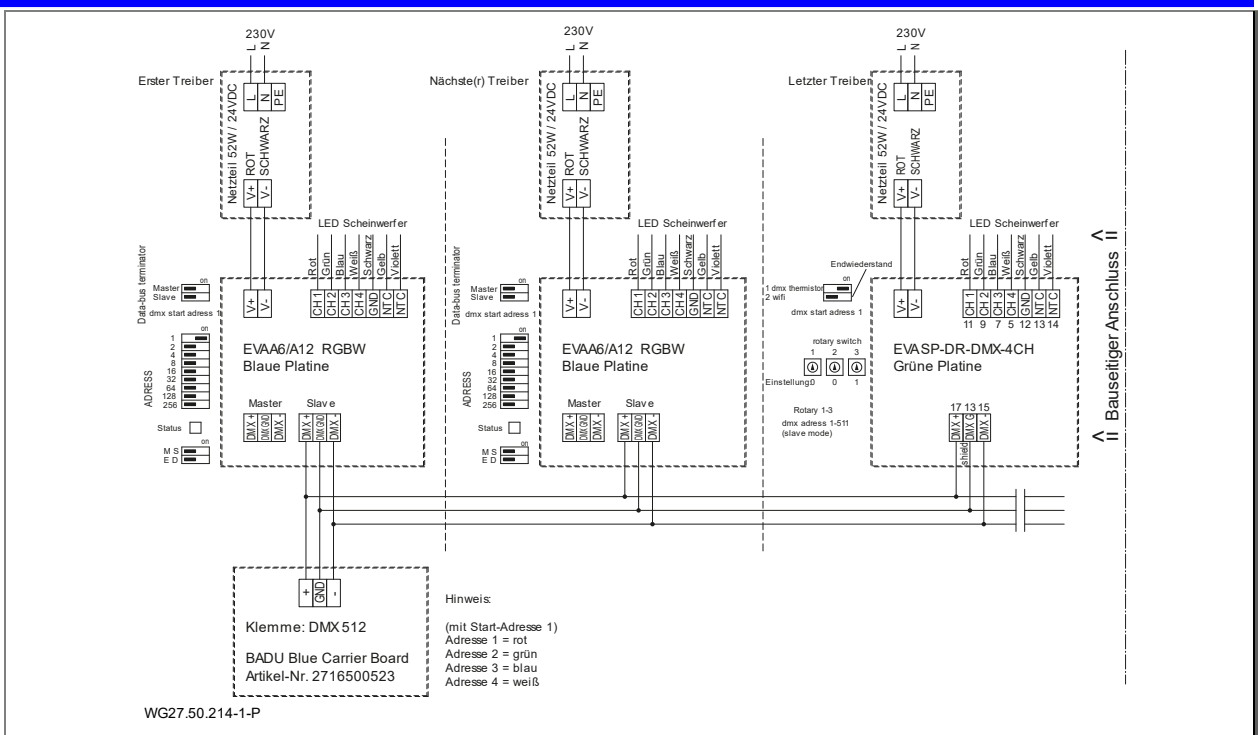 230V
L
N
Erster Treiber
L
N
PE
Netzteil 52W / 24VDC
ROT
SCHWARZ
V+
V-
LED Scheinwerfer
Rot
Grün
Blau
Weiß
Schwarz
Gelb
Violett
Data-bus terminator
on
Master
Slave
dmx start adress 1
V+
V-
CH 1
CH 2
CH 3
CH 4
GND
NTC
NTC
on
1
2
4
8
16
32
64
128
256
ADRESS
EVAA6/A12 RGBW
Blaue Platine
Master
Slave
DMX +
DMX GND
DMX -
DMX +
DMX GND
DMX -
Status
on
M S
E D
230V
L
N
Nächste(r) Treiber
L
N
PE
Netzteil 52W / 24VDC
ROT
SCHWARZ
V+
V-
LED Scheinwerfer
Rot
Grün
Blau
Weiß
Schwarz
Gelb
Violett
Data-bus terminator
on
Master
Slave
dmx start adress 1
V+
V-
CH 1
CH 2
CH 3
CH 4
GND
NTC
NTC
on
1
2
4
8
16
32
64
128
256
ADRESS
EVAA6/A12 RGBW
Blaue Platine
Master
Slave
DMX +
DMX GND
DMX -
DMX +
DMX GND
DMX -
Status
on
M S
E D
230V
L
N
Letzter Treiber
L
N
PE
Netzteil 52W / 24VDC
ROT
SCHWARZ
V+
V-
LED Scheinwerfer
Rot
Grün
Blau
Weiß
Schwarz
Gelb
Violett
Endwiederstand
on
1 dmx thermistor
2 wifi
dmx start adress 1
V+
V-
CH 1
CH 2
CH 3
CH 4
GND
NTC
NTC
11 9 7 5 12 13 14
rotary switch
1 2 3
Einstellung:0 0 1
EVASP-DR-DMX-4CH
Grüne Platine
Rotary 1-3
dmx adress 1-511
(slave mode)
17 13 15
DMX +
DMX G
DMX -
shield
<= Bauseitiger Anschluss <=
+
GND
-
Klemme: DMX 512
BADU Blue Carrier Board
Artikel-Nr. 2716500523
Hinweis:
(mit Start-Adresse 1)
Adresse 1 = rot
Adresse 2 = grün
Adresse 3 = blau
Adresse 4 = weiß
WG27.50.214-1-P